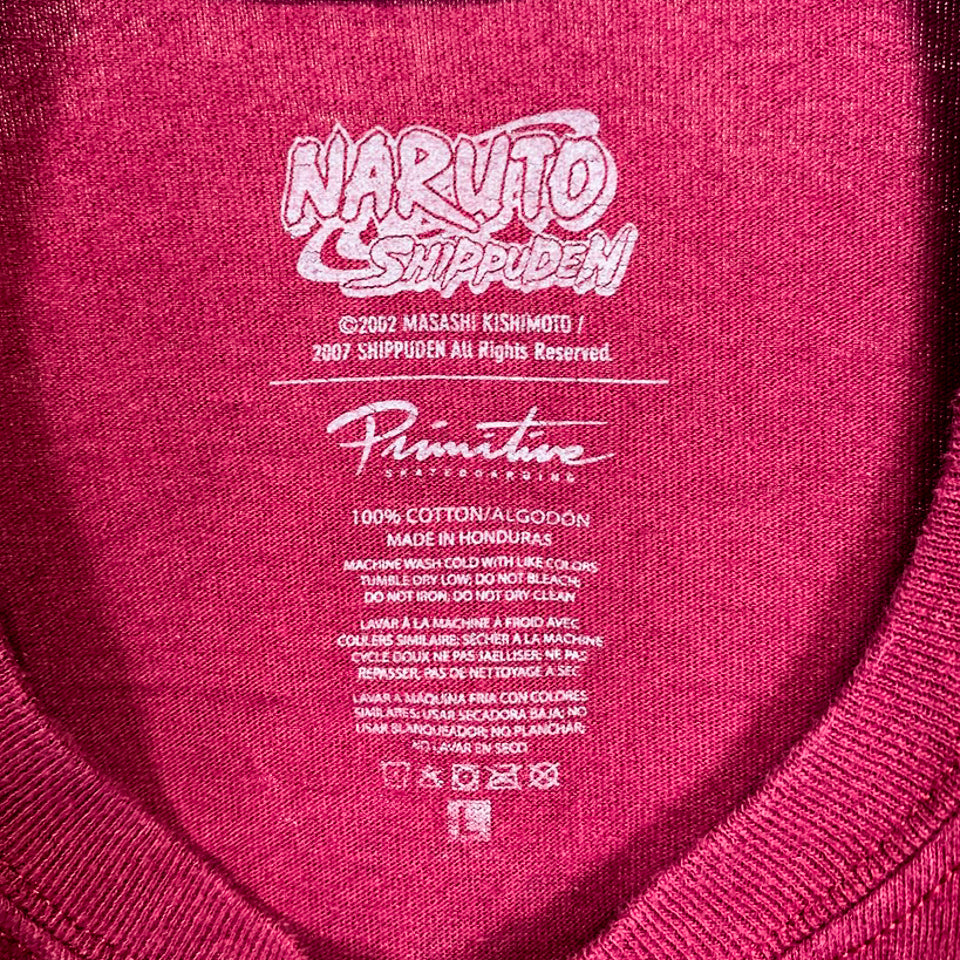 NARUTO
SHIPPUDEN
©2002 MASASHI KISHIMOTO /
2007 SHIPPUDEN All Rights Reserved.
Primitive
SKATEBOARDING
100% COTTON/ALGODÓN
MADE IN HONDURAS
MACHINE WASH COLD WITH LIKE COLORS
TUMBLE DRY LOW; DO NOT BLEACH;
DO NOT IRON; DO NOT DRY CLEAN
LAVAR À LA MACHINE À FROID AVEC
COULERS SIMILAIRE; SÉCHER A LA MACHINE
CYCLE DOUX NE PAS JAELLISER; NE PAS
REPASSER; PAS DE NETTOYAGE A SEC
LAVAR A MÁQUINA FRIA CON COLORES
SIMILARES; USAR SECADORA BAJA; NO
USAR BLANQUEADOR; NO PLANCHAR;
NO LAVAR EN SECO
L